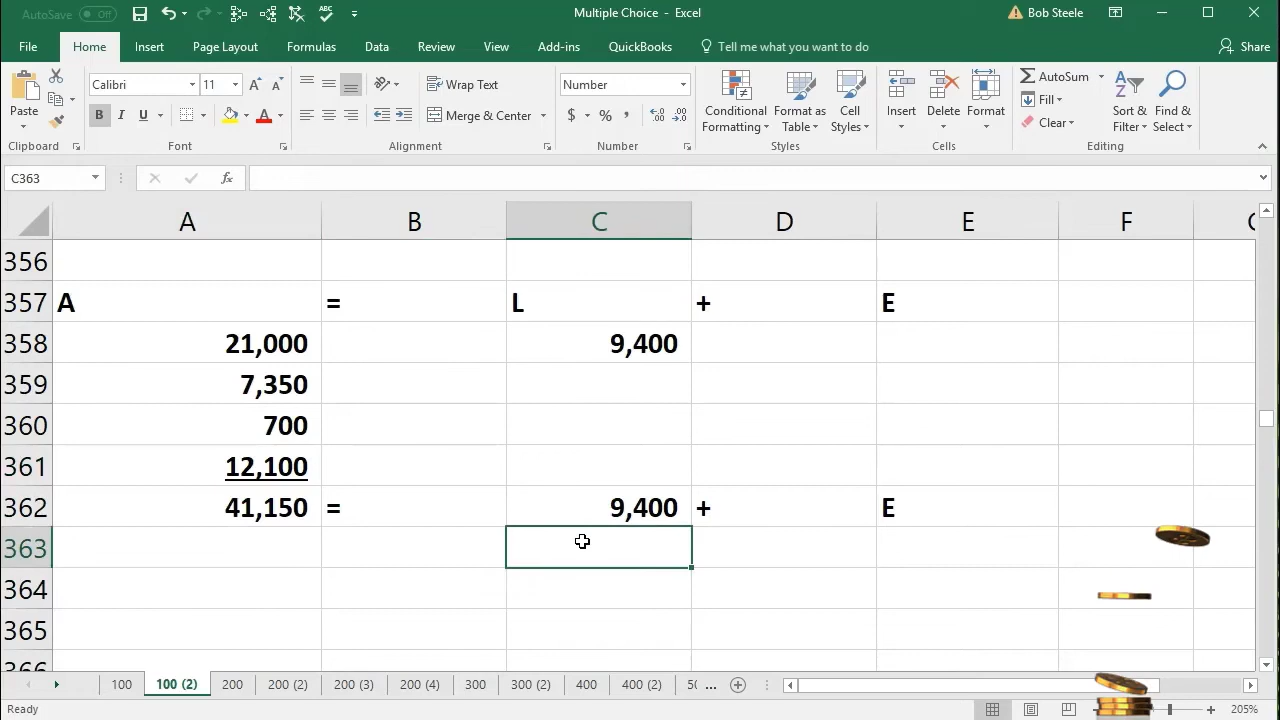 AutoSave Off
Multiple Choice - Excel
Bob Steele
File Home Insert Page Layout Formulas Data Review View Add-ins QuickBooks Tell me what you want to do Share
Paste
Calibri 11
B I U
Wrap Text
Merge & Center
Number
$ % ,
Conditional Formatting
Format as Table
Cell Styles
Insert Delete Format
AutoSum
Fill
Clear
Sort & Filter
Find & Select
Clipboard Font Alignment Number Styles Cells Editing
C363 fx
A B C D E F
356
357 A = L + E
358 21,000 9,400
359 7,350
360 700
361 12,100
362 41,150 = 9,400 + E
363
364
365
366
100 100 (2) 200 200 (2) 200 (3) 200 (4) 300 300 (2) 400 400 (2) ...
Ready 205%